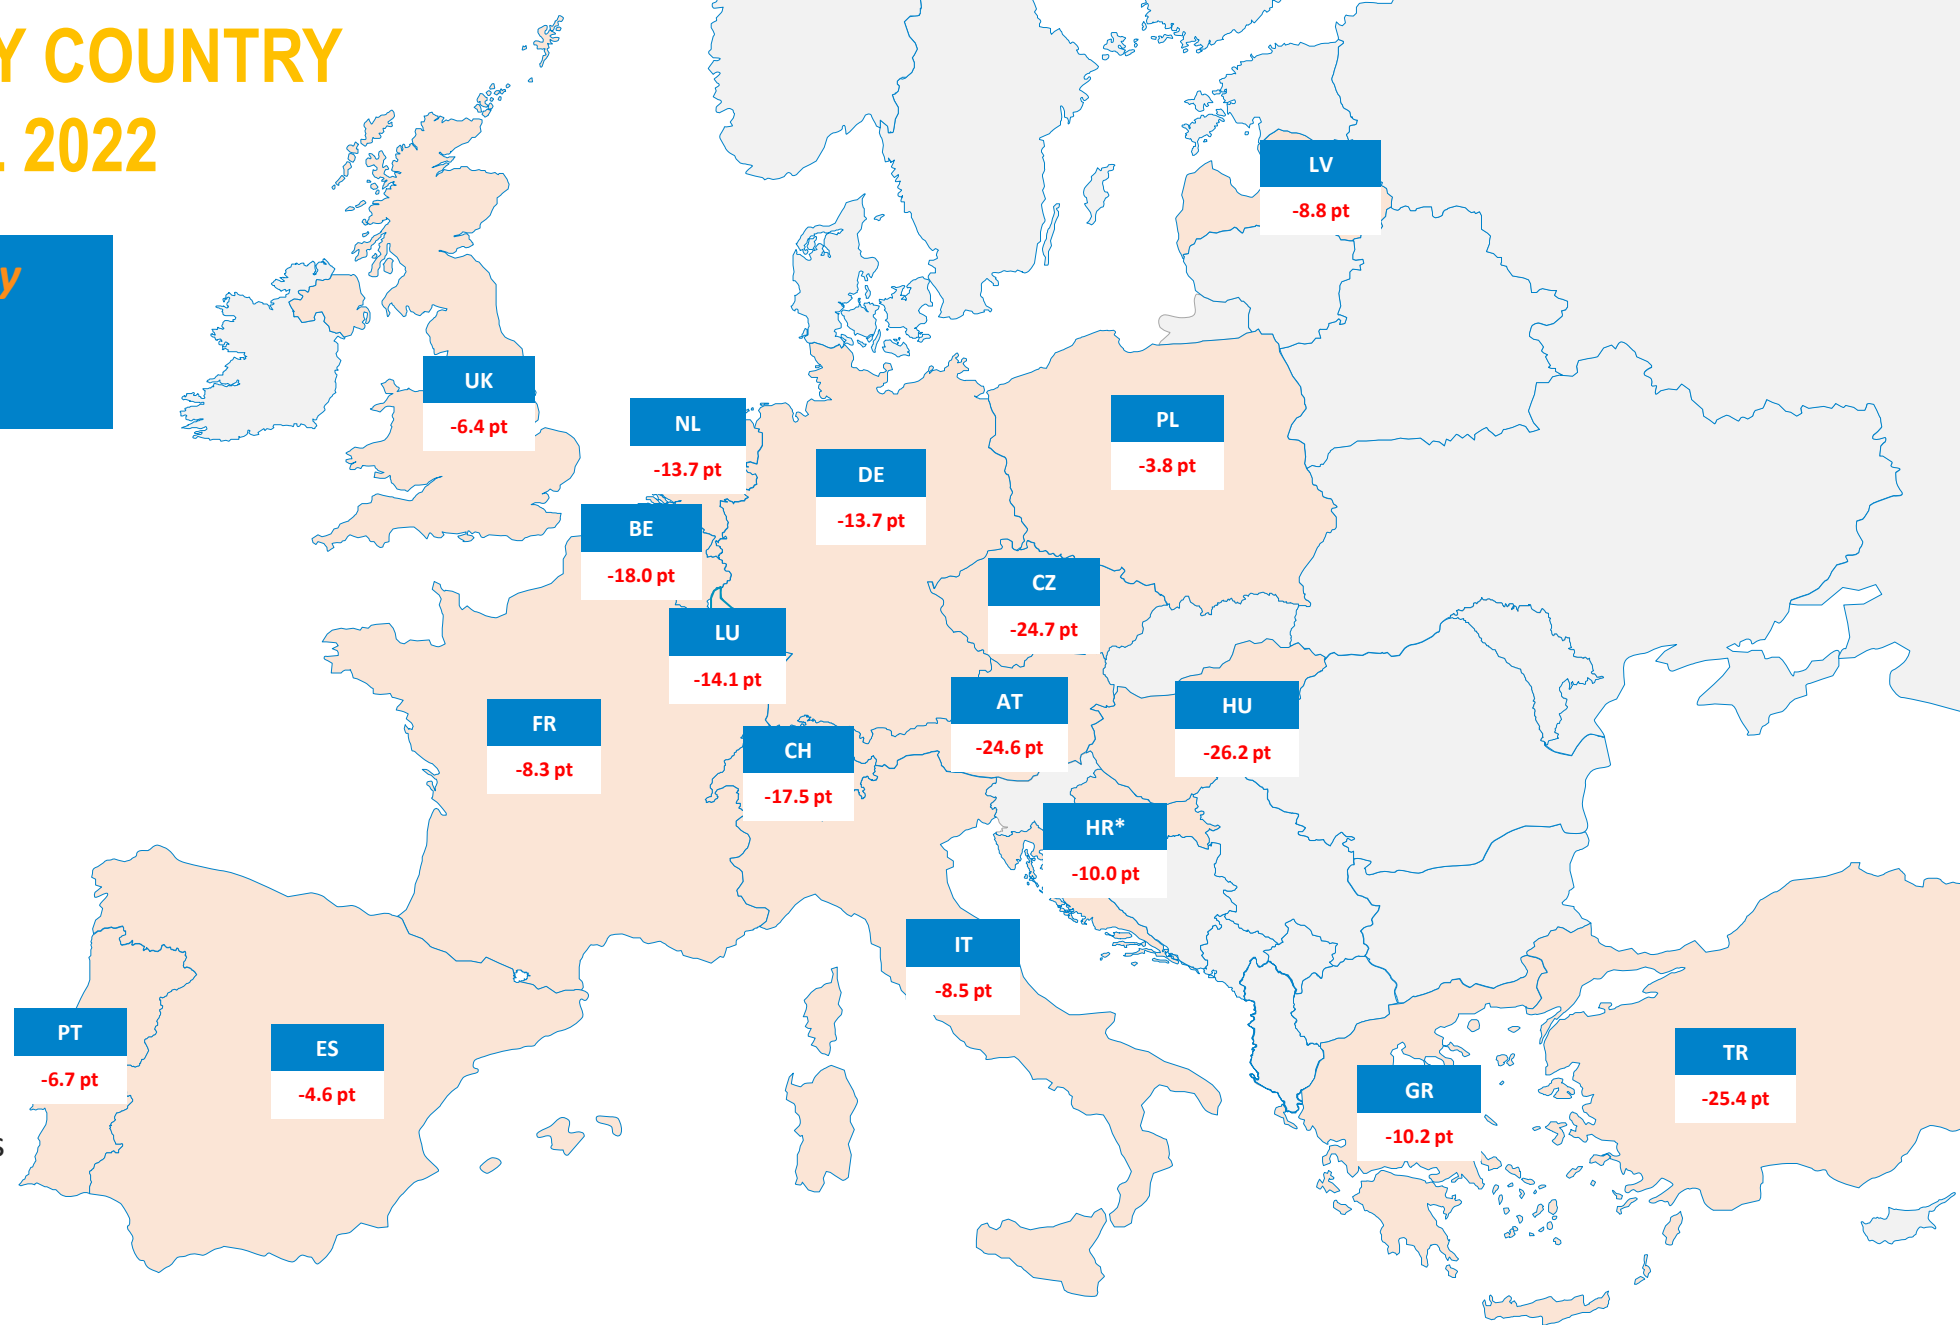 Y COUNTRY
. 2022
y
LV
-8.8 pt
UK
-6.4 pt
NL
-13.7 pt
PL
-3.8 pt
DE
-13.7 pt
BE
-18.0 pt
CZ
-24.7 pt
LU
-14.1 pt
AT
-24.6 pt
HU
-26.2 pt
FR
-8.3 pt
CH
-17.5 pt
HR*
-10.0 pt
IT
-8.5 pt
PT
-6.7 pt
ES
-4.6 pt
TR
-25.4 pt
GR
-10.2 pt
s